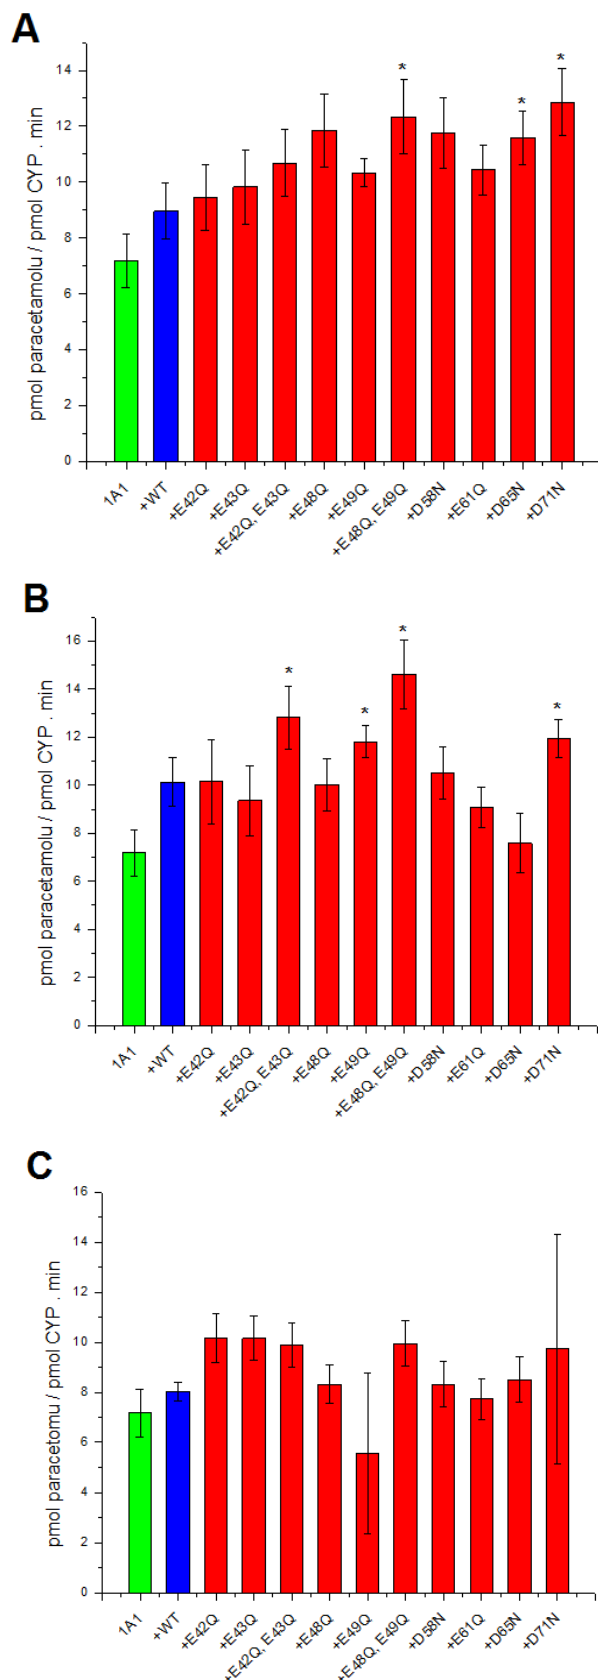 A
pmol paracetamolu / pmol CYP . min
14
12
10
8
6
4
2
0
* * *
1A1
+WT
+E42Q
+E43Q
+E42Q, E43Q
+E48Q
+E49Q
+E48Q, E49Q
+D58N
+E61Q
+D65N
+D71N
B
pmol paracetamolu / pmol CYP . min
16
14
12
10
8
6
4
2
0
* * * *
1A1
+WT
+E42Q
+E43Q
+E42Q, E43Q
+E48Q
+E49Q
+E48Q, E49Q
+D58N
+E61Q
+D65N
+D71N
C
pmol paracetomu / pmol CYP . min
16
14
12
10
8
6
4
2
0
1A1
+WT
+E42Q
+E43Q
+E42Q, E43Q
+E48Q
+E49Q
+E48Q, E49Q
+D58N
+E61Q
+D65N
+D71N